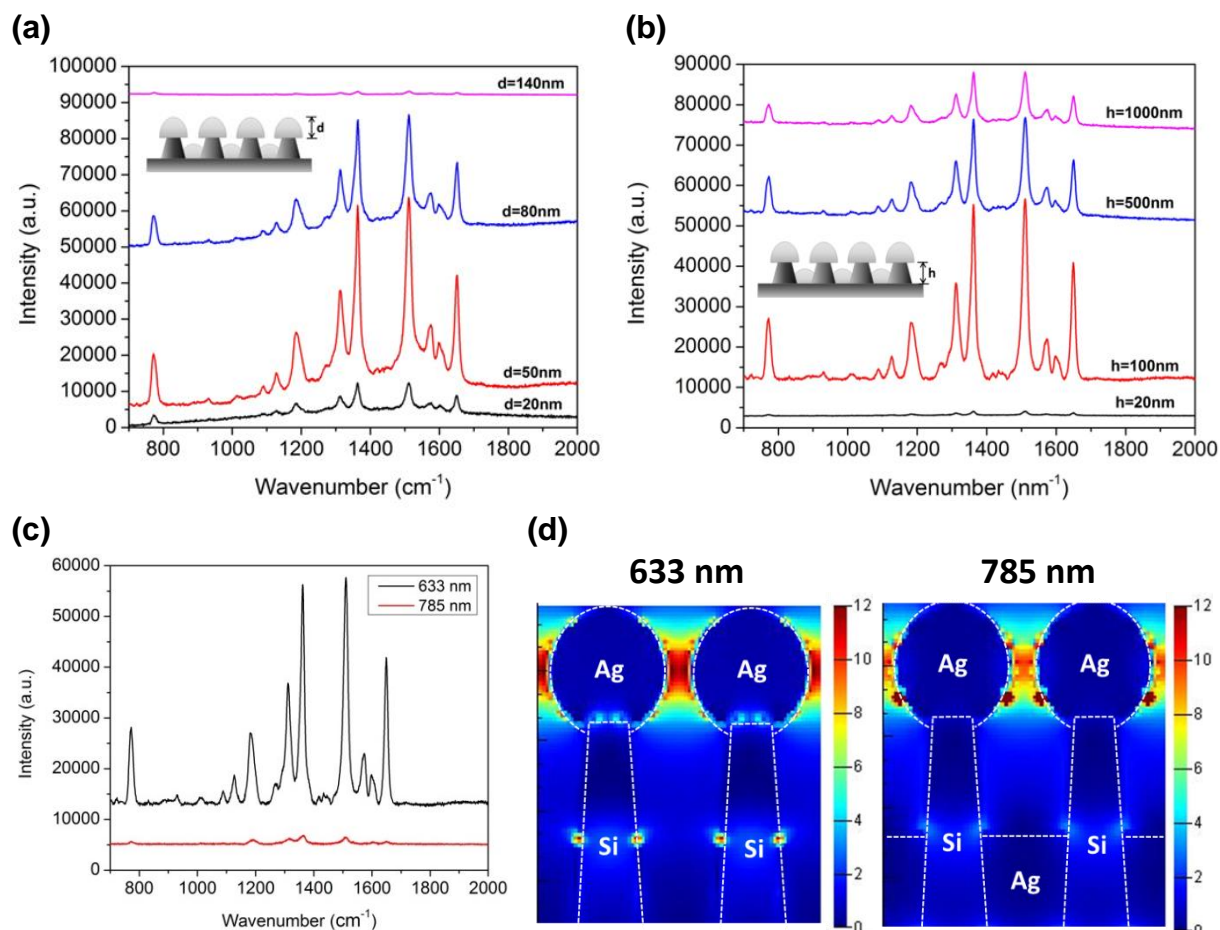 (a)
100000
90000
80000
70000
60000
50000
40000
30000
20000
10000
0
Intensity (a.u.)
d=140nm
d
d=80nm
d=50nm
d=20nm
800 1000 1200 1400 1600 1800 2000
Wavenumber (cm⁻¹)
(b)
90000
80000
70000
60000
50000
40000
30000
20000
10000
0
Intensity (a.u.)
h=1000nm
h=500nm
h
h=100nm
h=20nm
800 1000 1200 1400 1600 1800 2000
Wavenumber (nm⁻¹)
(c)
60000
50000
40000
30000
20000
10000
0
Intensity (a.u.)
633 nm
785 nm
800 1000 1200 1400 1600 1800 2000
Wavenumber (cm⁻¹)
(d)
633 nm
Ag Ag
Si Si
12
10
8
6
4
2
0
785 nm
Ag Ag
Si Si
Ag
12
10
8
6
4
2
0